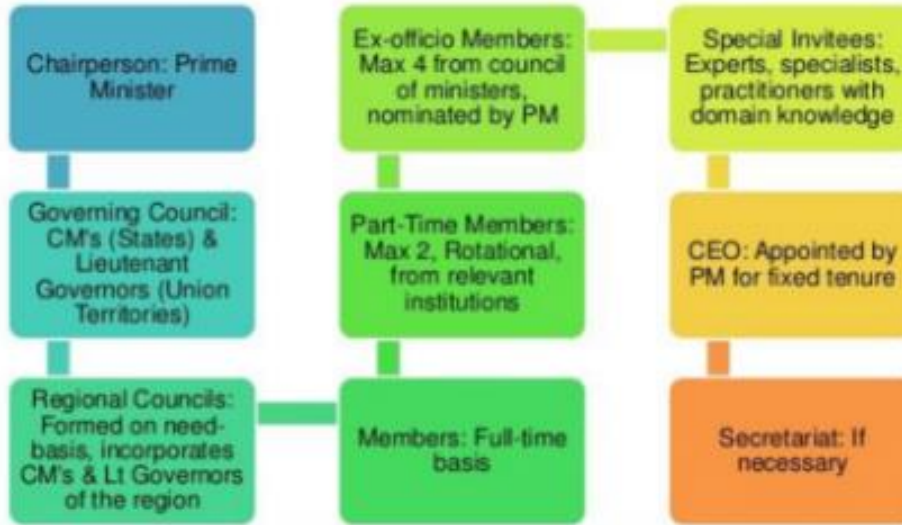 Chairperson: Prime
Minister
Governing Council:
CM's (States) &
Lieutenant
Governors (Union
Territories)
Regional Councils:
Formed on need-
basis, incorporates
CM's & Lt Governors
of the region
Members: Full-time
basis
Part-Time Members:
Max 2, Rotational,
from relevant
institutions
Ex-officio Members:
Max 4 from council
of ministers,
nominated by PM
Special Invitees:
Experts, specialists,
practitioners with
domain knowledge
CEO: Appointed by
PM for fixed tenure
Secretariat: If
necessary